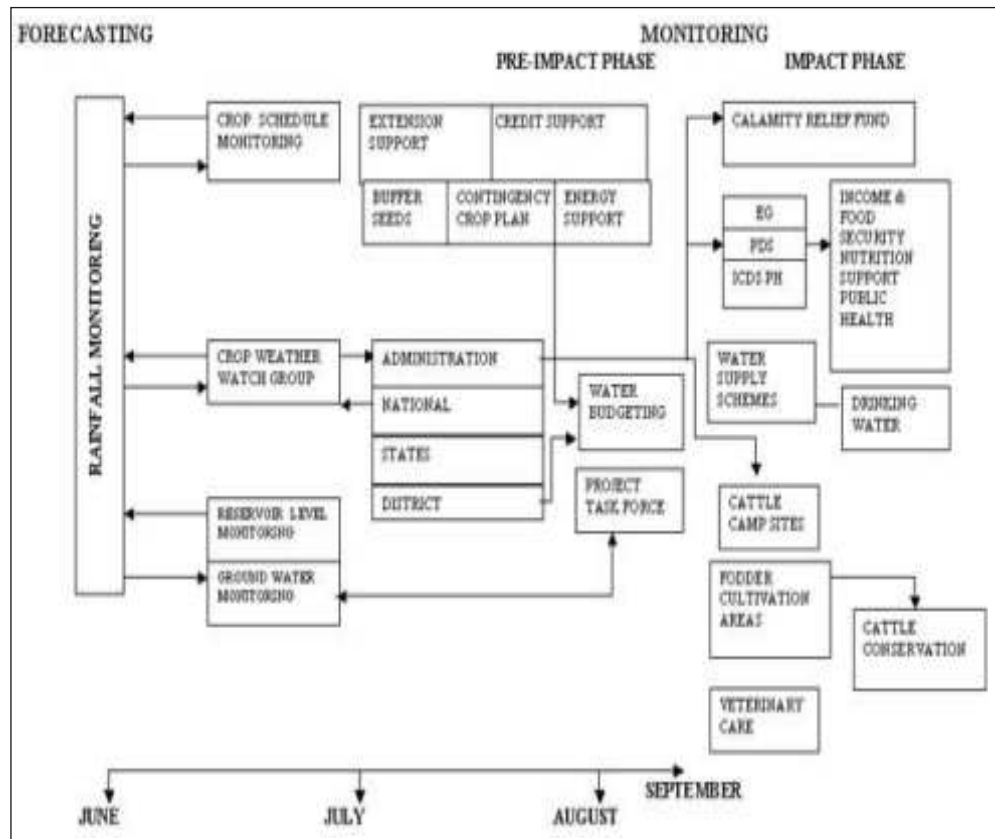 FORECASTING
MONITORING
PRE-IMPACT PHASE
IMPACT PHASE
RAINFALL MONITORING
CROP SCHEDULE
MONITORING
EXTENSION
SUPPORT
CREDIT SUPPORT
BUFFER
SEEDS
CONTINGENCY
CROP PLAN
ENERGY
SUPPORT
CALAMITY RELIEF FUND
EG
PDS
ICDS PH
INCOME &
FOOD
SECURITY
NUTRITION
SUPPORT
PUBLIC
HEALTH
CROP WEATHER
WATCH GROUP
ADMINISTRATION
NATIONAL
STATES
DISTRICT
WATER
BUDGETING
PROJECT
TASK FORCE
WATER
SUPPLY
SCHEMES
DRINKING
WATER
RESERVOIR LEVEL
MONITORING
GROUND WATER
MONITORING
CATTLE
CAMP SITES
FODDER
CULTIVATION
AREAS
CATTLE
CONSERVATION
VETERINARY
CARE
JUNE
JULY
AUGUST
SEPTEMBER